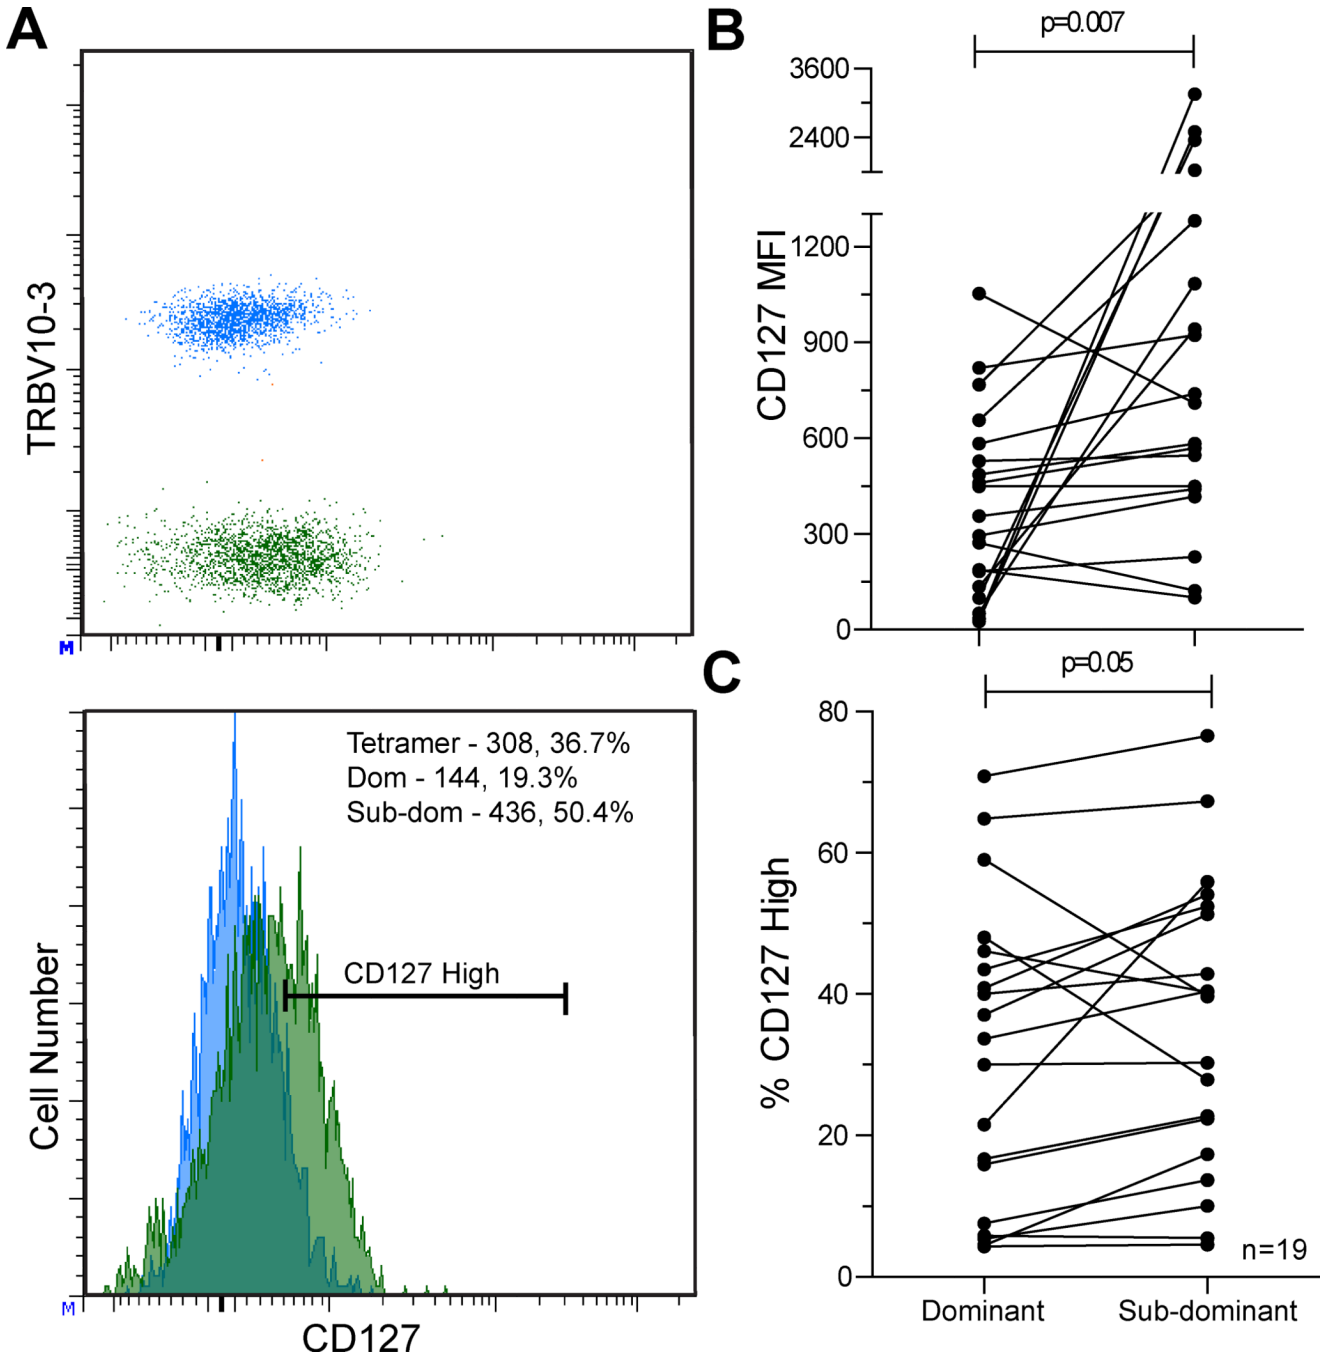 A
TRBV10-3
M
Tetramer - 308, 36.7%
Dom - 144, 19.3%
Sub-dom - 436, 50.4%
CD127 High
Cell Number
M
CD127
B
p=0.007
3600
2400
1200
900
600
300
0
CD127 MFI
C
p=0.05
80
60
40
20
0
% CD127 High
n=19
Dominant
Sub-dominant